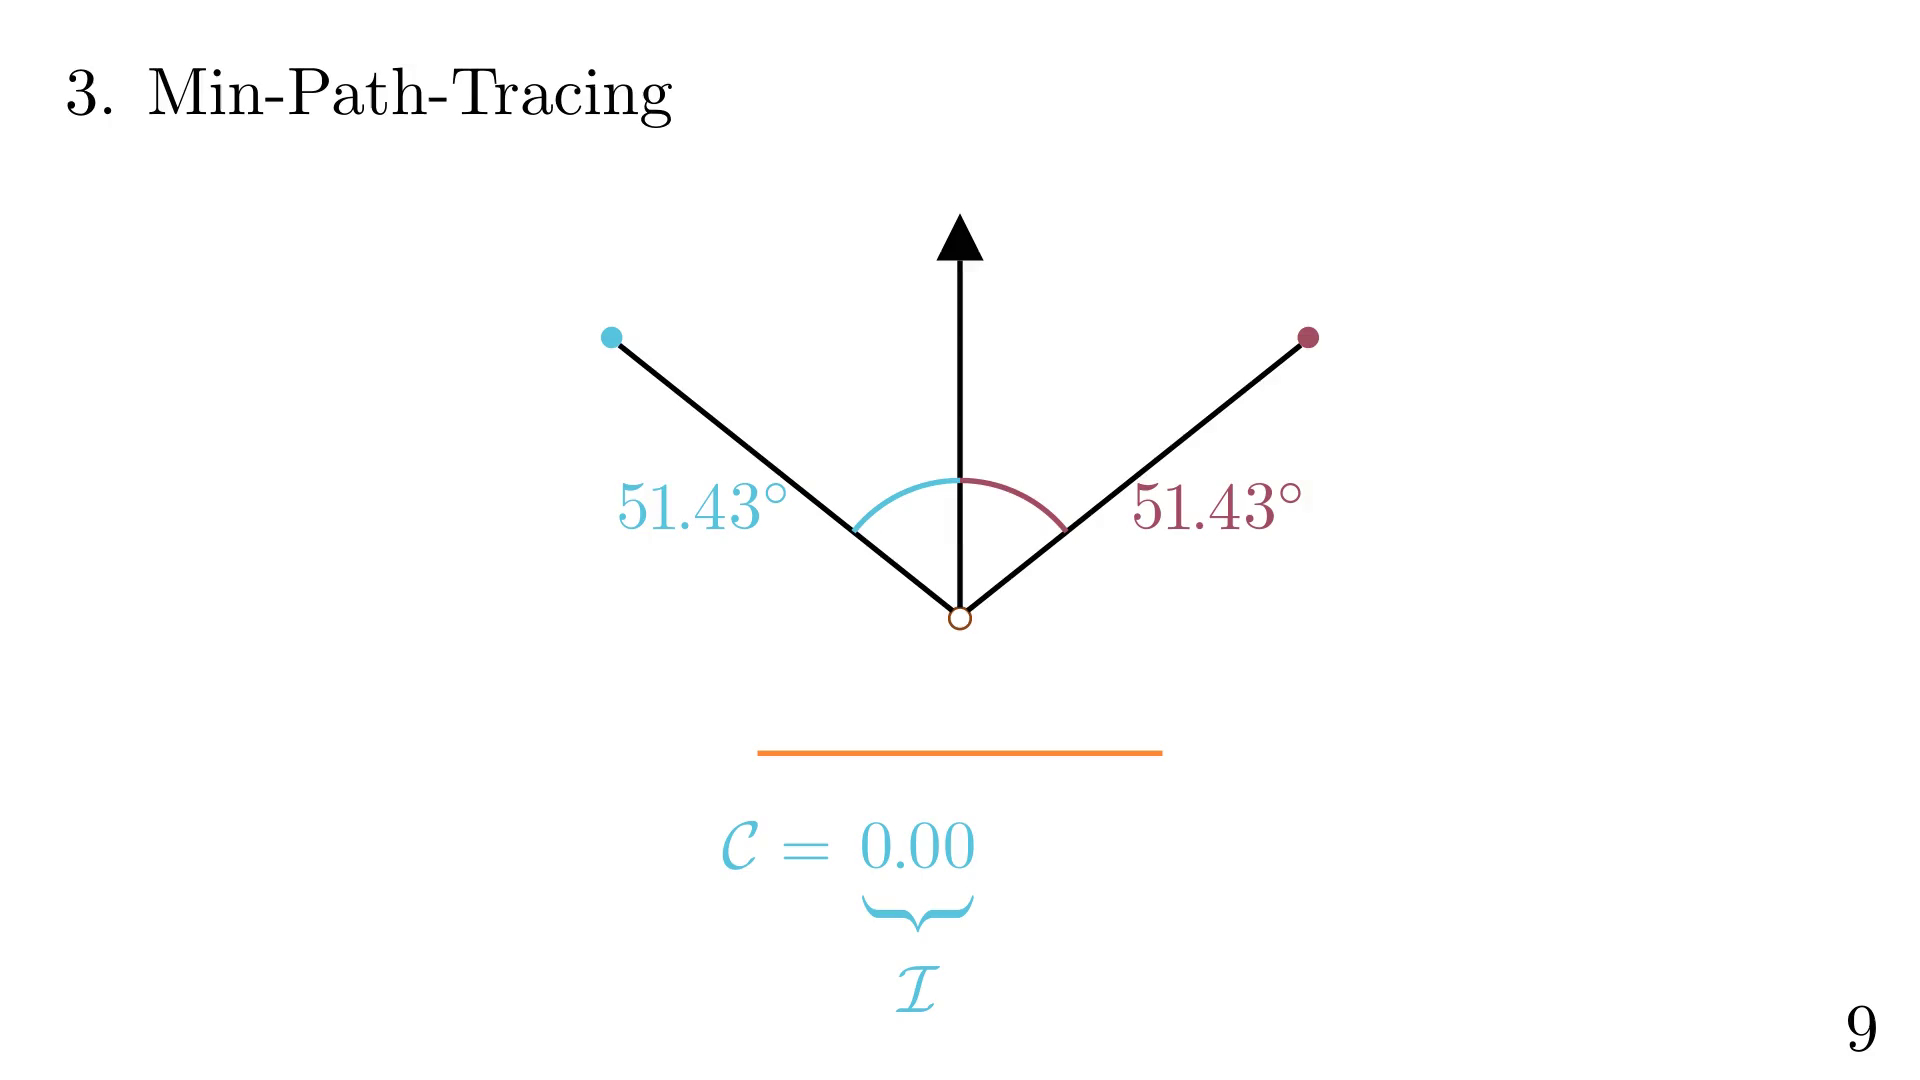 3. Min-Path-Tracing
51.43° 51.43°
𝒞 = 0.00
ℐ
9